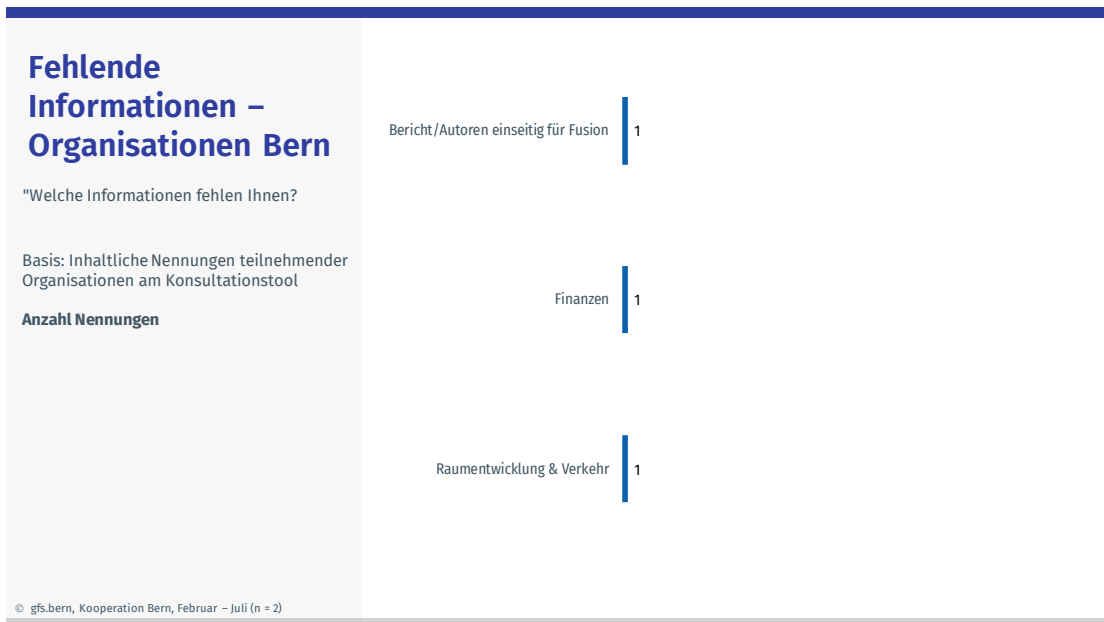 Fehlende
Informationen –
Organisationen Bern
"Welche Informationen fehlen Ihnen?
Basis: Inhaltliche Nennungen teilnehmender
Organisationen am Konsultationstool
Anzahl Nennungen
Bericht/Autoren einseitig für Fusion 1
Finanzen 1
Raumentwicklung & Verkehr 1
© gfs.bern, Kooperation Bern, Februar – Juli (n = 2)